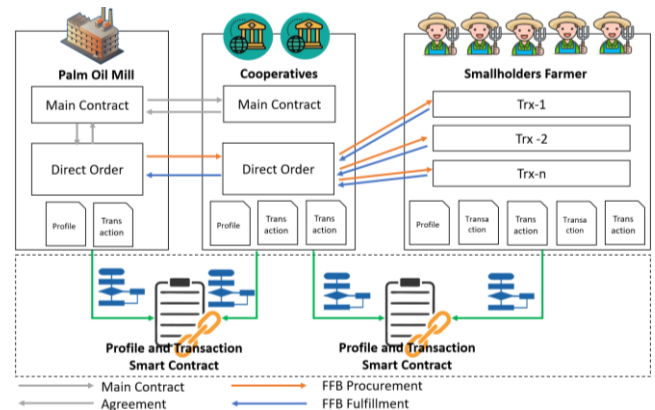 Palm Oil Mill
Cooperatives
Smallholders Farmer
Main Contract
Main Contract
Trx-1
Trx -2
Trx-n
Direct Order
Direct Order
Profile
Trans
action
Profile
Trans
action
Trans
action
Profile
Transa
ction
Trans
action
Transa
ction
Trans
action
Profile and Transaction
Smart Contract
Profile and Transaction
Smart Contract
Main Contract
FFB Procurement
Agreement
FFB Fulfillment